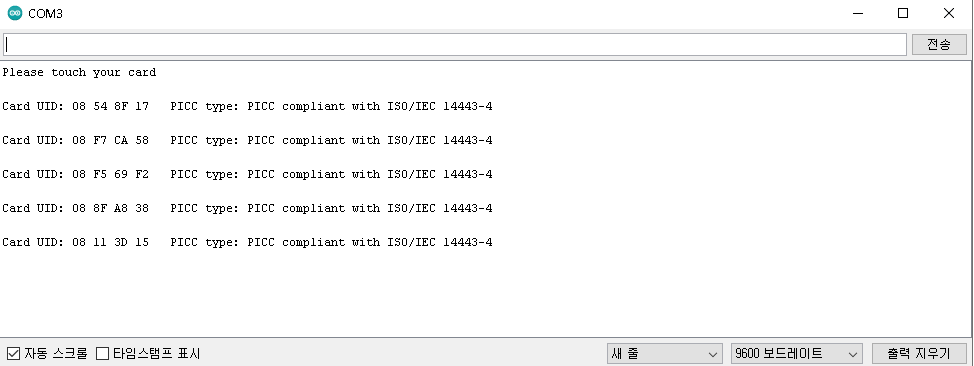 COM3
전송
Please touch your card
Card UID: 08 54 8F 17   PICC type: PICC compliant with ISO/IEC 14443-4
Card UID: 08 F7 CA 58   PICC type: PICC compliant with ISO/IEC 14443-4
Card UID: 08 F5 69 F2   PICC type: PICC compliant with ISO/IEC 14443-4
Card UID: 08 8F A8 38   PICC type: PICC compliant with ISO/IEC 14443-4
Card UID: 08 11 3D 15   PICC type: PICC compliant with ISO/IEC 14443-4
자동 스크롤 타임스탬프 표시 새 줄 9600 보드레이트 출력 지우기